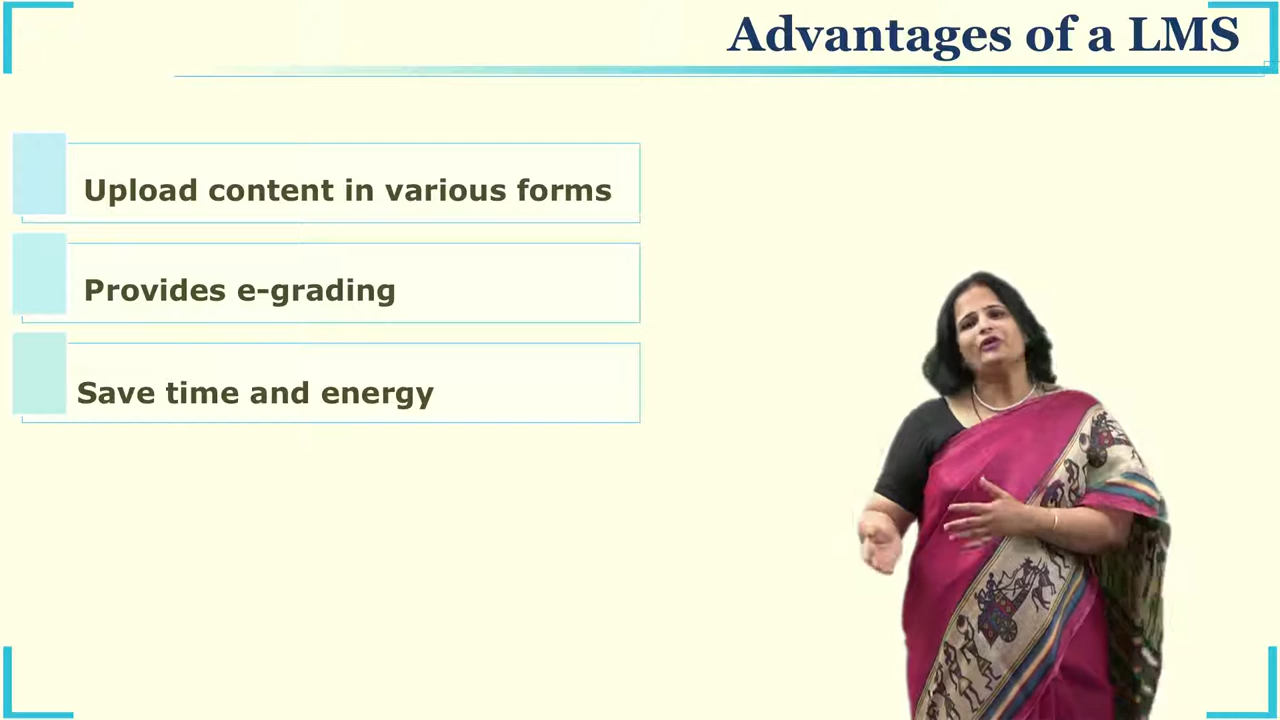 Advantages of a LMS
Upload content in various forms
Provides e-grading
Save time and energy